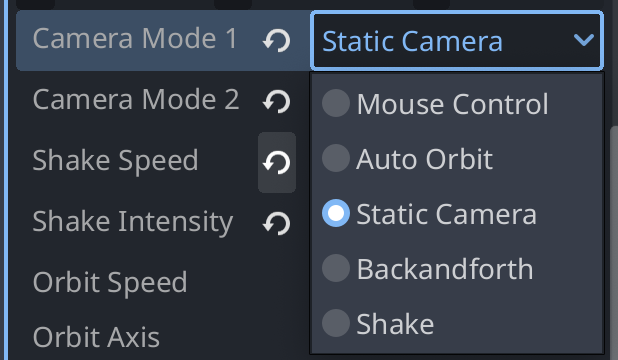 Camera Mode 1 Static Camera
Camera Mode 2 Mouse Control
Shake Speed Auto Orbit
Shake Intensity Static Camera
Orbit Speed Backandforth
Orbit Axis Shake